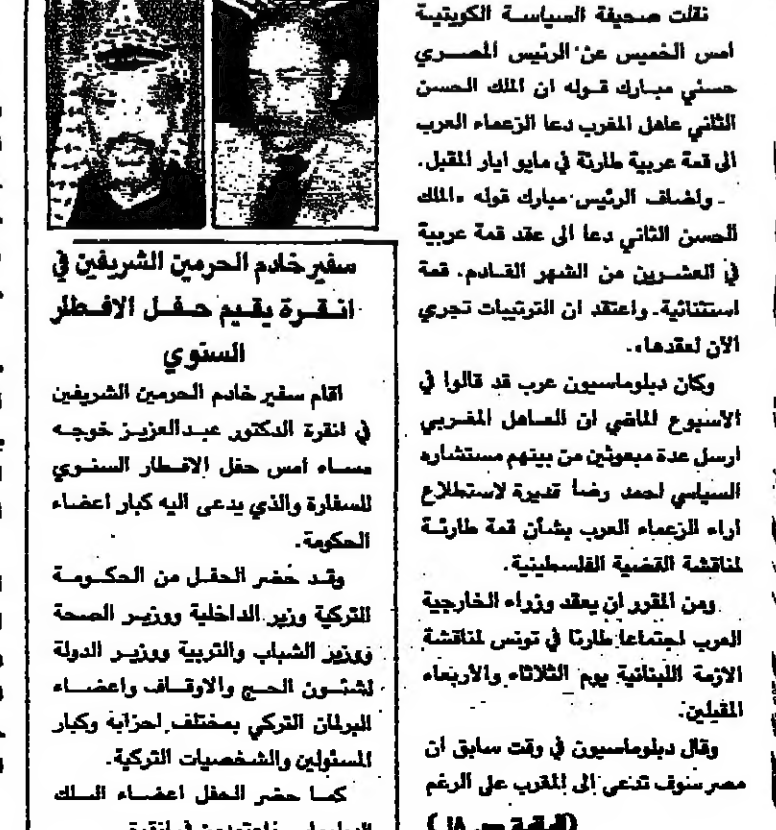 نقلت صحيفة السياسة الكويتية
امس الخميس عن الرئيس المصري
حسني مبارك قوله ان الملك الحسن
الثاني عاهل المغرب دعا الزعماء العرب
الى قمة عربية طارئة في مايو ايار المقبل.
واضاف الرئيس مبارك قوله «الملك
الحسن الثاني دعا الى عقد قمة عربية
في العشرين من الشهر القادم. قمة
استثنائية. واعتقد ان الترتيبات تجري
الآن لعقدها».
وكان دبلوماسيون عرب قد قالوا في
الاسبوع الماضي ان العاهل المغربي
ارسل عدة مبعوثين من بينهم مستشاره
السياسي احمد رضا قديرة لاستطلاع
اراء الزعماء العرب بشأن قمة طارئة
لمناقشة القضية الفلسطينية.
ومن المقرر ان يعقد وزراء الخارجية
العرب اجتماعا طارئا في تونس لمناقشة
الازمة اللبنانية يوم الثلاثاء والاربعاء
المقبلين.
وقال دبلوماسيون في وقت سابق ان
مصر سوف تدعى إلى المغرب على الرغم
(البقية ص ١٨)
سفير خادم الحرمين الشريفين في
انقرة يقيم حفل الافطار
السنوي
اقام سفير خادم الحرمين الشريفين
في انقرة الدكتور عبدالعزيز خوجه
مساء امس حفل الافطار السنوي
للسفارة والذي يدعى اليه كبار اعضاء
الحكومة.
وقد حضر الحفل من الحكومة
التركية وزير الداخلية ووزير الصحة
ووزير الشباب والتربية ووزير الدولة
لشئون الحج والاوقاف واعضاء
البرلمان التركي بمختلف احزابه وكبار
المسئولين والشخصيات التركية.
كما حضر الحفل اعضاء السلك
في انقرة